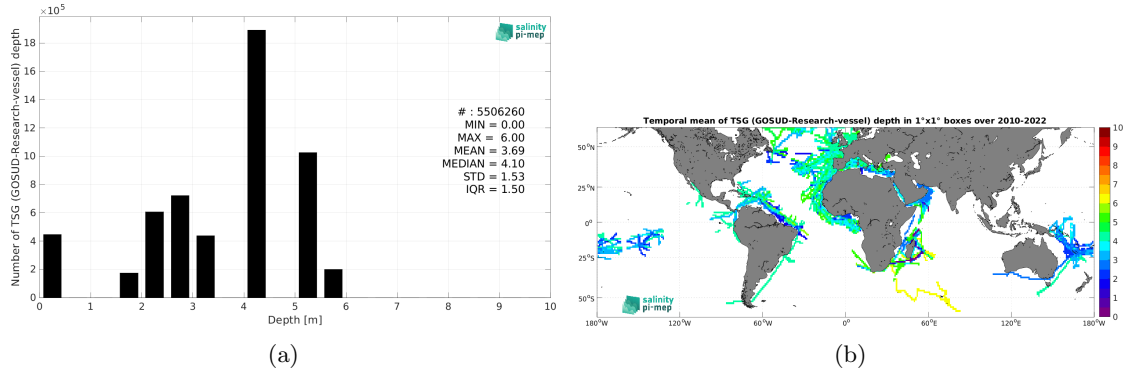 ×10⁵
18
16
14
12
10
8
6
4
2
0
Number of TSG (GOSUD-Research-vessel) depth
0 1 2 3 4 5 6 7 8 9 10
Depth [m]
salinity
pi-mep
# : 5506260
MIN = 0.00
MAX = 6.00
MEAN = 3.69
MEDIAN = 4.10
STD = 1.53
IQR = 1.50
(a)
Temporal mean of TSG (GOSUD-Research-vessel) depth in 1°x1° boxes over 2010-2022
50°N
25°N
0°
25°S
50°S
180°W 120°W 60°W 0° 60°E 120°E 180°E
salinity
pi-mep
10
9
8
7
6
5
4
3
2
1
0
(b)